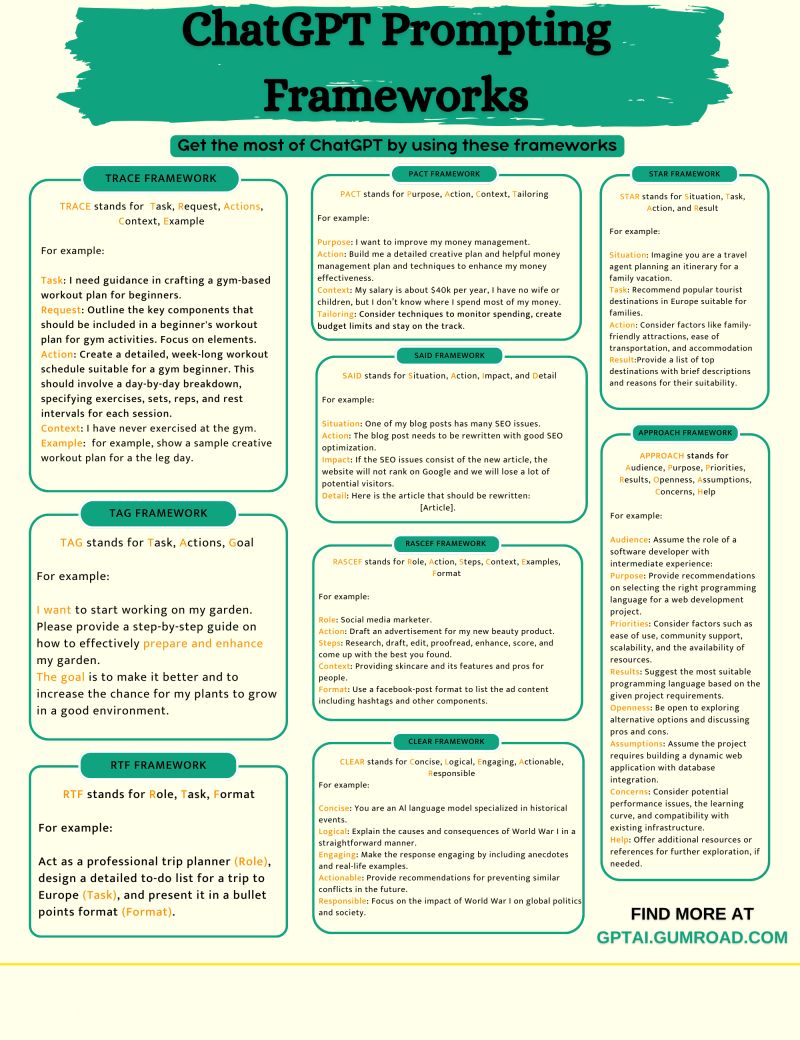 ChatGPT Prompting
Frameworks
Get the most of ChatGPT by using these frameworks
TRACE FRAMEWORK
TRACE stands for Task, Request, Actions,
Context, Example
For example:
Task: I need guidance in crafting a gym-based
workout plan for beginners.
Request: Outline the key components that
should be included in a beginner's workout
plan for gym activities. Focus on elements.
Action: Create a detailed, week-long workout
schedule suitable for a gym beginner. This
should involve a day-by-day breakdown,
specifying exercises, sets, reps, and rest
intervals for each session.
Context: I have never exercised at the gym.
Example: for example, show a sample creative
workout plan for a the leg day.
TAG FRAMEWORK
TAG stands for Task, Actions, Goal
For example:
I want to start working on my garden.
Please provide a step-by-step guide on
how to effectively prepare and enhance
my garden.
The goal is to make it better and to
increase the chance for my plants to grow
in a good environment.
RTF FRAMEWORK
RTF stands for Role, Task, Format
For example:
Act as a professional trip planner (Role),
design a detailed to-do list for a trip to
Europe (Task), and present it in a bullet
points format (Format).
PACT FRAMEWORK
PACT stands for Purpose, Action, Context, Tailoring
For example:
Purpose: I want to improve my money management.
Action: Build me a detailed creative plan and helpful money
management plan and techniques to enhance my money
effectiveness.
Context: My salary is about $40k per year, I have no wife or
children, but I don't know where I spend most of my money.
Tailoring: Consider techniques to monitor spending, create
budget limits and stay on the track.
SAID FRAMEWORK
SAID stands for Situation, Action, Impact, and Detail
For example:
Situation: One of my blog posts has many SEO issues.
Action: The blog post needs to be rewritten with good SEO
optimization.
Impact: If the SEO issues consist of the new article, the
website will not rank on Google and we will lose a lot of
potential visitors.
Detail: Here is the article that should be rewritten:
[Article].
RASCEF FRAMEWORK
RASCEF stands for Role, Action, Steps, Context, Examples,
Format
For example:
Role: Social media marketer.
Action: Draft an advertisement for my new beauty product.
Steps: Research, draft, edit, proofread, enhance, score, and
come up with the best you found.
Context: Providing skincare and its features and pros for
people.
Format: Use a facebook-post format to list the ad content
including hashtags and other components.
CLEAR FRAMEWORK
CLEAR stands for Concise, Logical, Engaging, Actionable,
Responsible
For example:
Concise: You are an AI language model specialized in historical
events.
Logical: Explain the causes and consequences of World War I in a
straightforward manner.
Engaging: Make the response engaging by including anecdotes
and real-life examples.
Actionable: Provide recommendations for preventing similar
conflicts in the future.
Responsible: Focus on the impact of World War I on global politics
and society.
STAR FRAMEWORK
STAR stands for Situation, Task,
Action, and Result
For example:
Situation: Imagine you are a travel
agent planning an itinerary for a
family vacation.
Task: Recommend popular tourist
destinations in Europe suitable for
families.
Action: Consider factors like family-
friendly attractions, ease of
transportation, and accommodation
Result:Provide a list of top
destinations with brief descriptions
and reasons for their suitability.
APPROACH FRAMEWORK
APPROACH stands for
Audience, Purpose, Priorities,
Results, Openness, Assumptions,
Concerns, Help
For example:
Audience: Assume the role of a
software developer with
intermediate experience:
Purpose: Provide recommendations
on selecting the right programming
language for a web development
project.
Priorities: Consider factors such as
ease of use, community support,
scalability, and the availability of
resources.
Results: Suggest the most suitable
programming language based on the
given project requirements.
Openness: Be open to exploring
alternative options and discussing
pros and cons.
Assumptions: Assume the project
requires building a dynamic web
application with database
integration.
Concerns: Consider potential
performance issues, the learning
curve, and compatibility with
existing infrastructure.
Help: Offer additional resources or
references for further exploration, if
needed.
FIND MORE AT
GPTAI.GUMROAD.COM